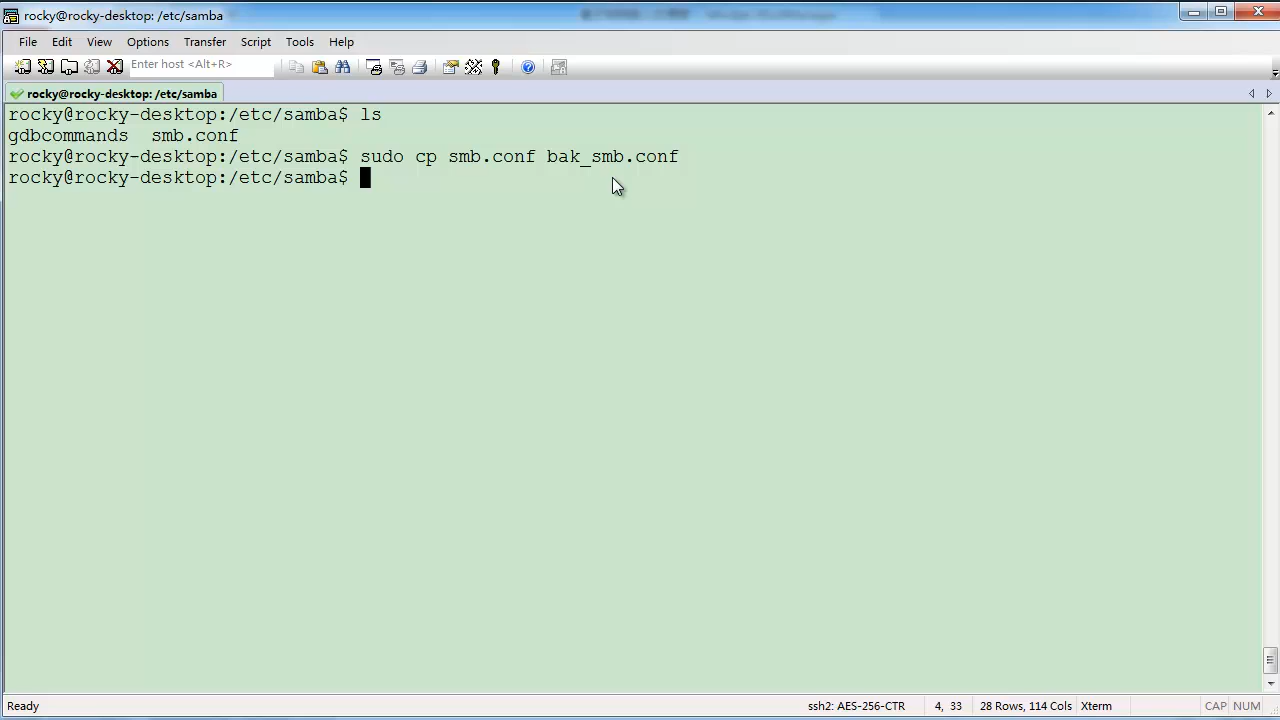 rocky@rocky-desktop: /etc/samba
File Edit View Options Transfer Script Tools Help
Enter host <Alt+R>
rocky@rocky-desktop: /etc/samba
rocky@rocky-desktop:/etc/samba$ ls
gdbcommands  smb.conf
rocky@rocky-desktop:/etc/samba$ sudo cp smb.conf bak_smb.conf
rocky@rocky-desktop:/etc/samba$
Ready ssh2: AES-256-CTR 4, 33 28 Rows, 114 Cols Xterm CAP NUM